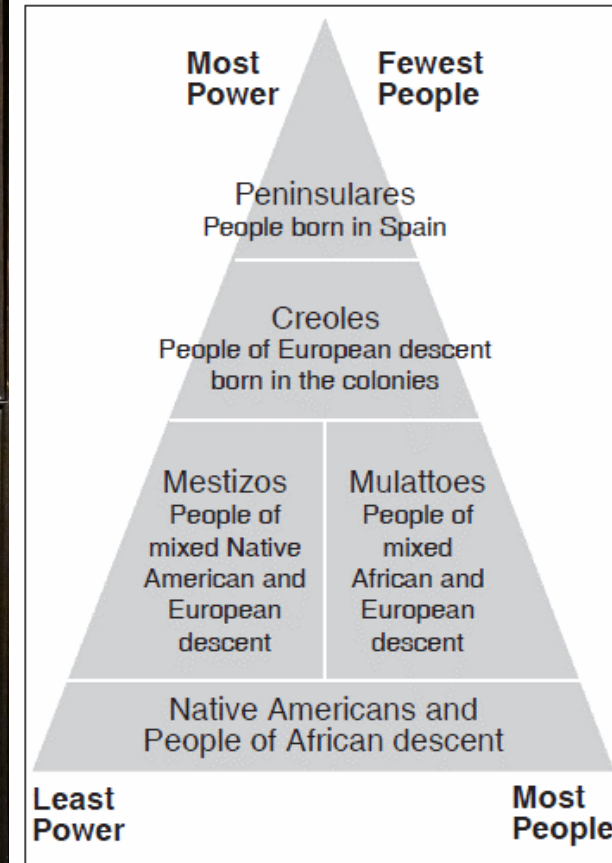 Most
Power
Fewest
People
Peninsulares
People born in Spain
Creoles
People of European descent
born in the colonies
Mestizos
People of
mixed Native
American and
European
descent
Mulattoes
People of
mixed
African and
European
descent
Native Americans and
People of African descent
Least
Power
Most
People